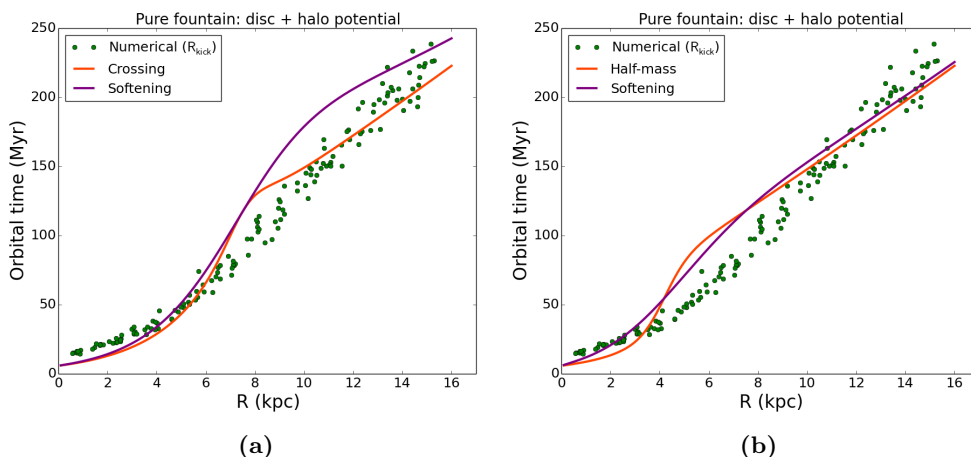 Pure fountain: disc + halo potential
Numerical (R_kick)
Crossing
Softening
Orbital time (Myr)
250
200
150
100
50
0
0 2 4 6 8 10 12 14 16
R (kpc)
(a)
Pure fountain: disc + halo potential
Numerical (R_kick)
Half-mass
Softening
Orbital time (Myr)
250
200
150
100
50
0
0 2 4 6 8 10 12 14 16
R (kpc)
(b)